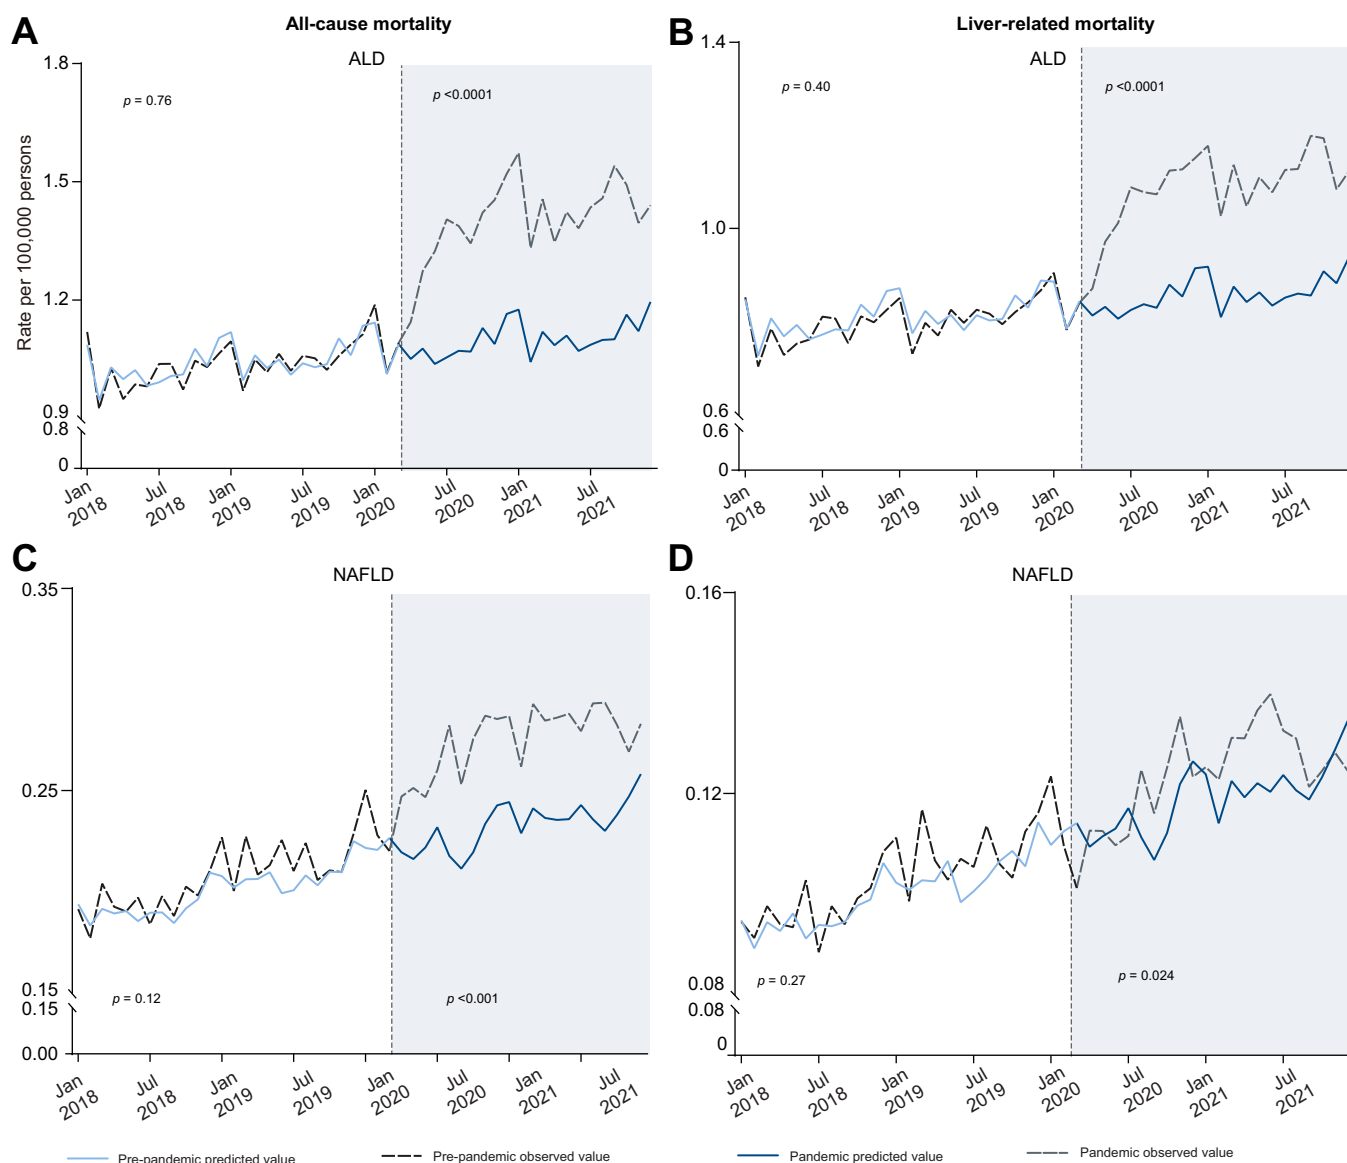 A
All-cause mortality
ALD
1.8
1.5
1.2
0.9
0.8
0
Rate per 100,000 persons
p = 0.76
p <0.0001
Jan 2018
Jul
Jan 2019
Jul
Jan 2020
Jul 2020
Jan 2021
Jul 2021
B
Liver-related mortality
ALD
1.4
1.0
0.6
0.6
0
p = 0.40
p <0.0001
Jan 2018
Jul 2018
Jan 2019
Jul 2019
Jan 2020
Jul 2020
Jan 2021
Jul 2021
C
NAFLD
0.35
0.25
0.15
0.15
0.00
p = 0.12
p <0.001
Jan 2018
Jul 2018
Jan 2019
Jul 2019
Jan 2020
Jul 2020
Jan 2021
Jul 2021
D
NAFLD
0.16
0.12
0.08
0.08
0
p = 0.27
p = 0.024
Jan 2018
Jul 2018
Jan 2019
Jul 2019
Jan 2020
Jul 2020
Jan 2021
Jul 2021
Pre-pandemic predicted value
Pre-pandemic observed value
Pandemic predicted value
Pandemic observed value